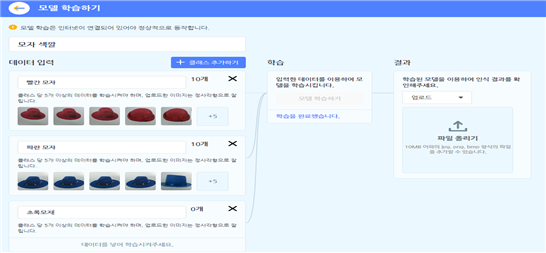 모델 학습하기
모델 학습은 인터넷이 연결되어 있어야 정상적으로 동작합니다.
모자 색깔
데이터 입력
+ 클래스 추가하기
빨간 모자
10개
클래스 당 5개 이상의 데이터를 학습시켜야 하며, 업로드한 이미지는 정사각형으로 잘
립니다.
+5
파란 모자
10개
클래스 당 5개 이상의 데이터를 학습시켜야 하며, 업로드한 이미지는 정사각형으로 잘
립니다.
+5
초록모재
0개
클래스 당 5개 이상의 데이터를 학습시켜야 하며, 업로드한 이미지는 정사각형으로 잘
립니다.
데이터를 넣어 학습시켜주세요.
학습
입력한 데이터를 이용하여 모
델을 학습시킵니다.
모델 학습하기
학습을 완료했습니다.
결과
학습된 모델을 이용하여 인식 결과를 확
인해주세요.
업로드
파일 올리기
10MB 이하의 jpg, png, bmp 형식의 파일
을 추가할 수 있습니다.